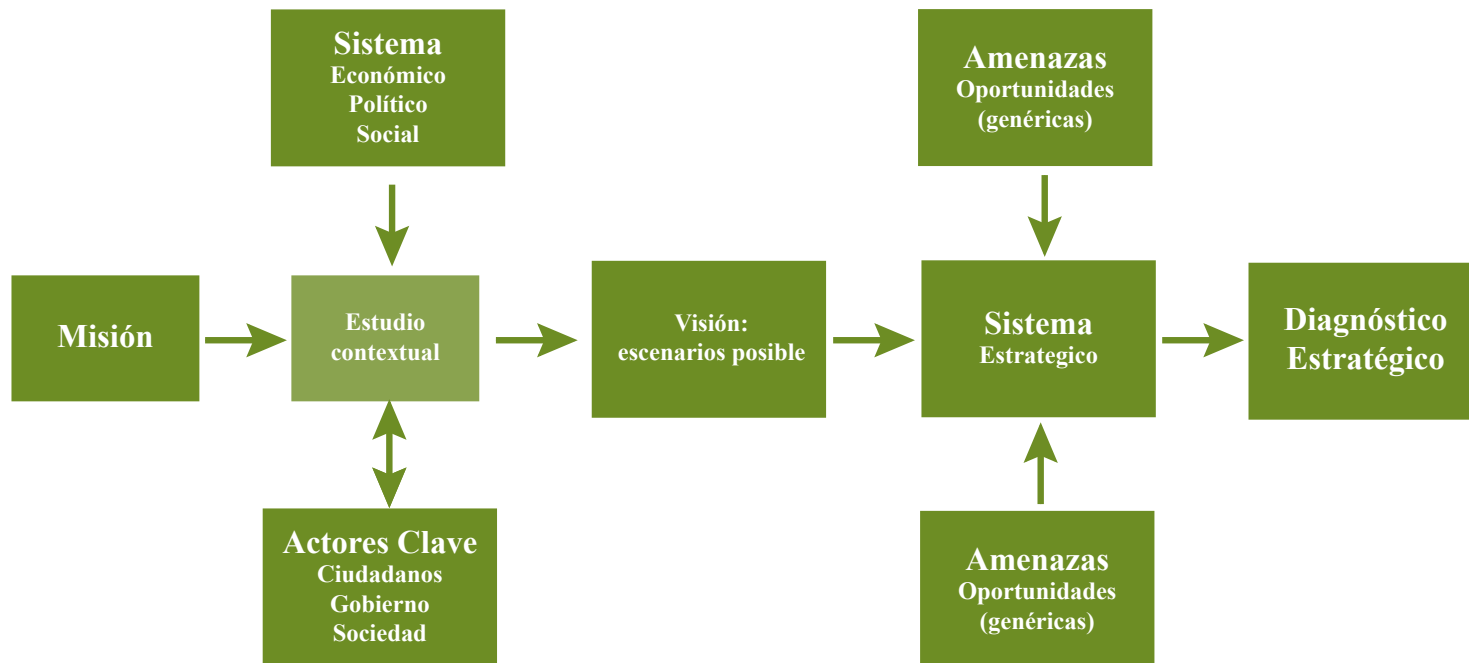 Sistema
Económico
Político
Social
Amenazas
Oportunidades
(genéricas)
Misión
Estudio
contextual
Visión:
escenarios posible
Sistema
Estrategico
Diagnóstico
Estratégico
Actores Clave
Ciudadanos
Gobierno
Sociedad
Amenazas
Oportunidades
(genéricas)